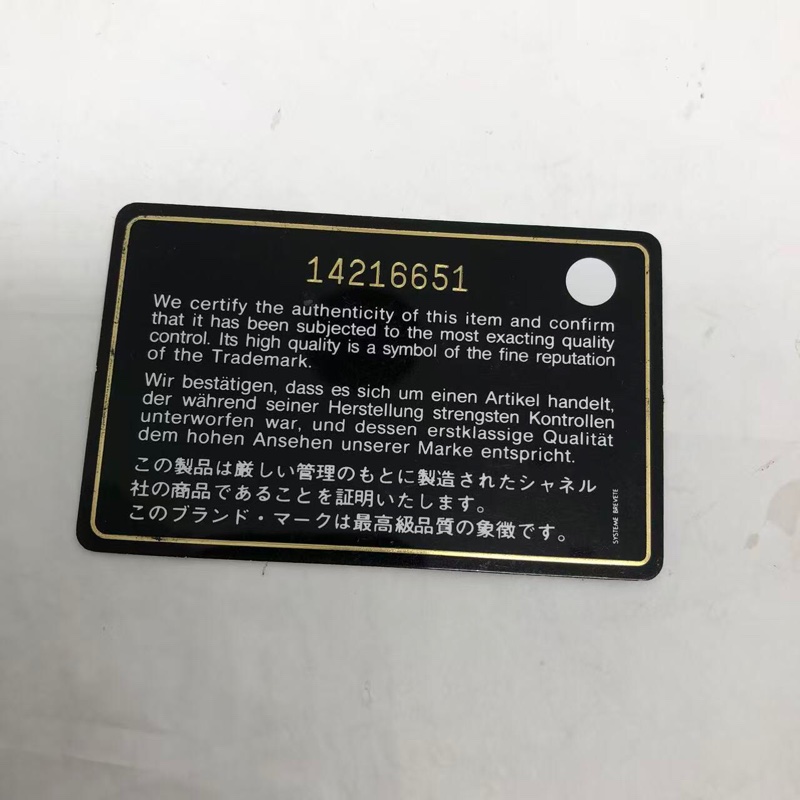 14216651
We certify the authenticity of this item and confirm
that it has been subjected to the most exacting quality
control. Its high quality is a symbol of the fine reputation
of the Trademark.
Wir bestätigen, dass es sich um einen Artikel handelt,
der während seiner Herstellung strengsten Kontrollen
unterworfen war, und dessen erstklassige Qualität
dem hohen Ansehen unserer Marke entspricht.
この製品は厳しい管理のもとに製造されたシャネル
社の商品であることを証明いたします。
このブランド・マークは最高級品質の象徴です。
SYSTEME BREVETE